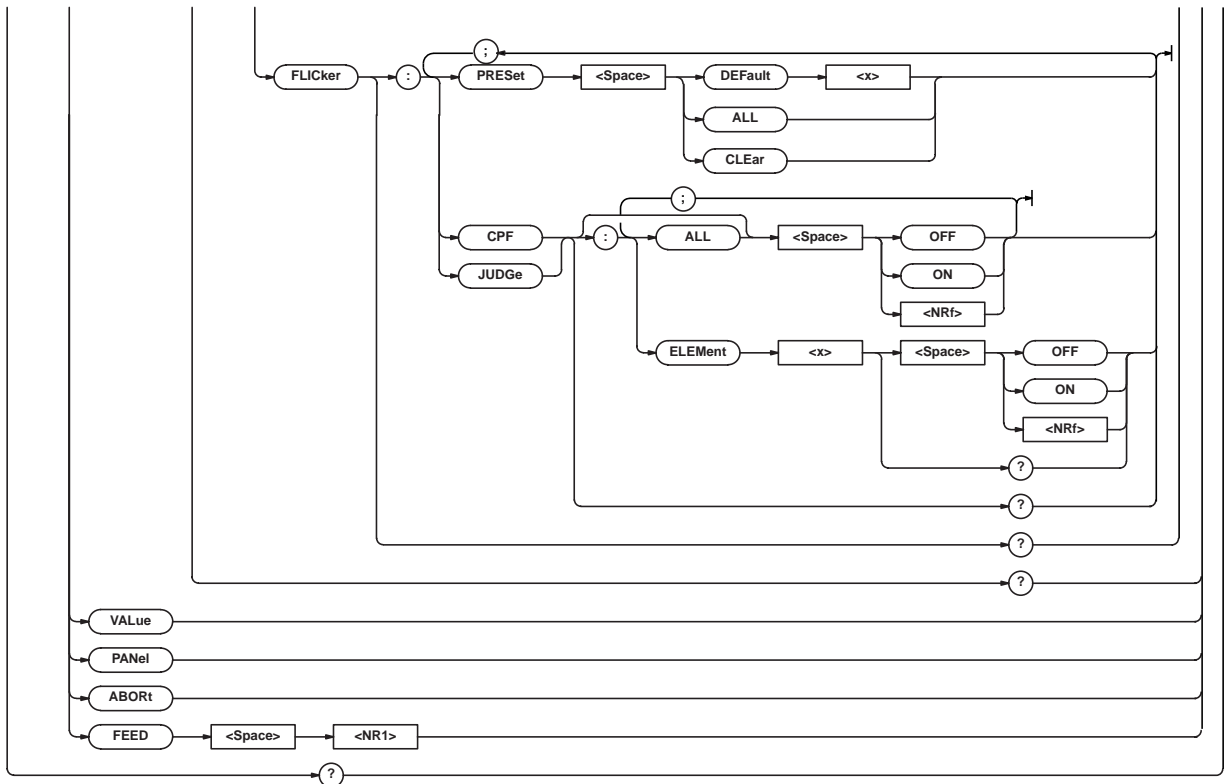 ;
FLICker : PRESet <Space> DEFault <x>
ALL
CLEar
;
CPF : ALL <Space> OFF
JUDGe ON
<NRf>
ELEMent <x> <Space> OFF
ON
<NRf>
?
?
?
?
VALue
PANel
ABORt
FEED <Space> <NR1>
?